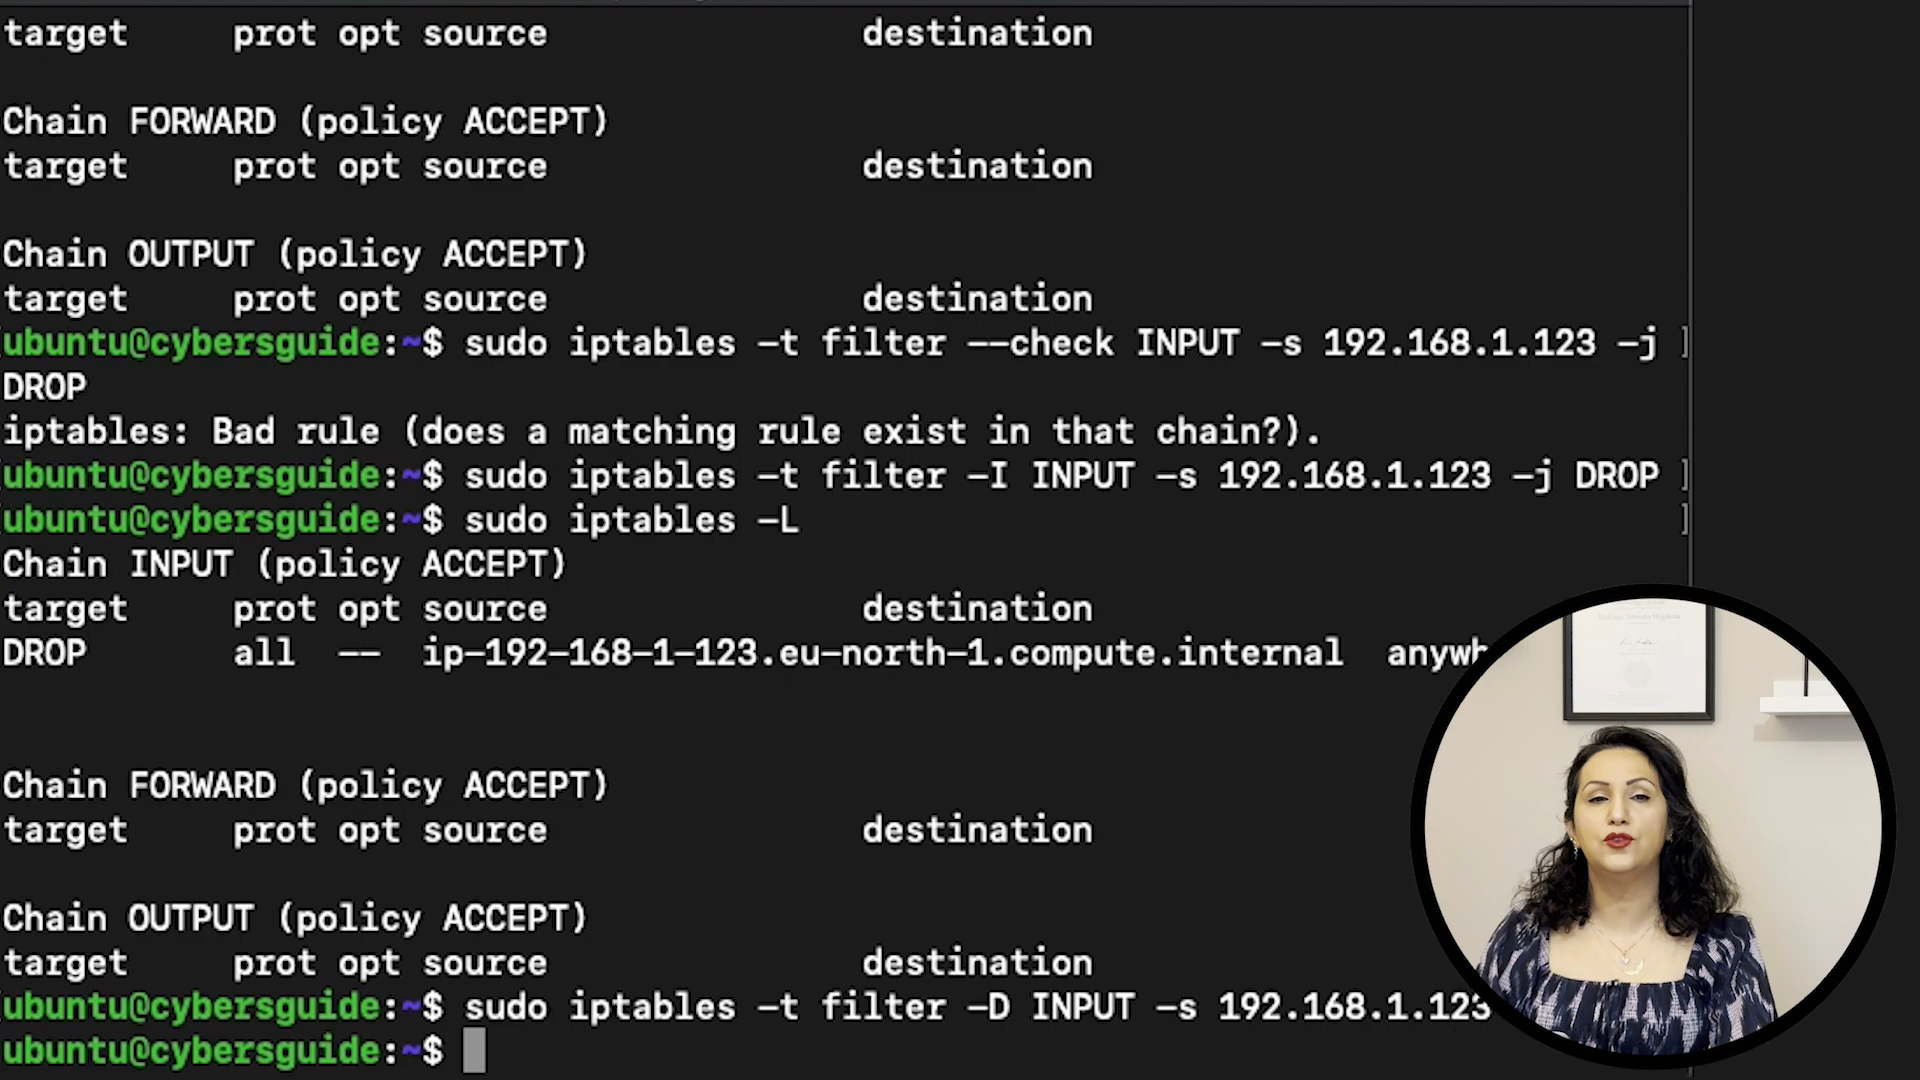 target     prot opt source               destination
Chain FORWARD (policy ACCEPT)
target     prot opt source               destination
Chain OUTPUT (policy ACCEPT)
target     prot opt source               destination
ubuntu@cybersguide:~$ sudo iptables -t filter --check INPUT -s 192.168.1.123 -j ]
DROP
iptables: Bad rule (does a matching rule exist in that chain?).
ubuntu@cybersguide:~$ sudo iptables -t filter -I INPUT -s 192.168.1.123 -j DROP ]
ubuntu@cybersguide:~$ sudo iptables -L ]
Chain INPUT (policy ACCEPT)
target     prot opt source               destination
DROP       all  --  ip-192-168-1-123.eu-north-1.compute.internal  anywh
Chain FORWARD (policy ACCEPT)
target     prot opt source               destination
Chain OUTPUT (policy ACCEPT)
target     prot opt source               destination
ubuntu@cybersguide:~$ sudo iptables -t filter -D INPUT -s 192.168.1.123
ubuntu@cybersguide:~$